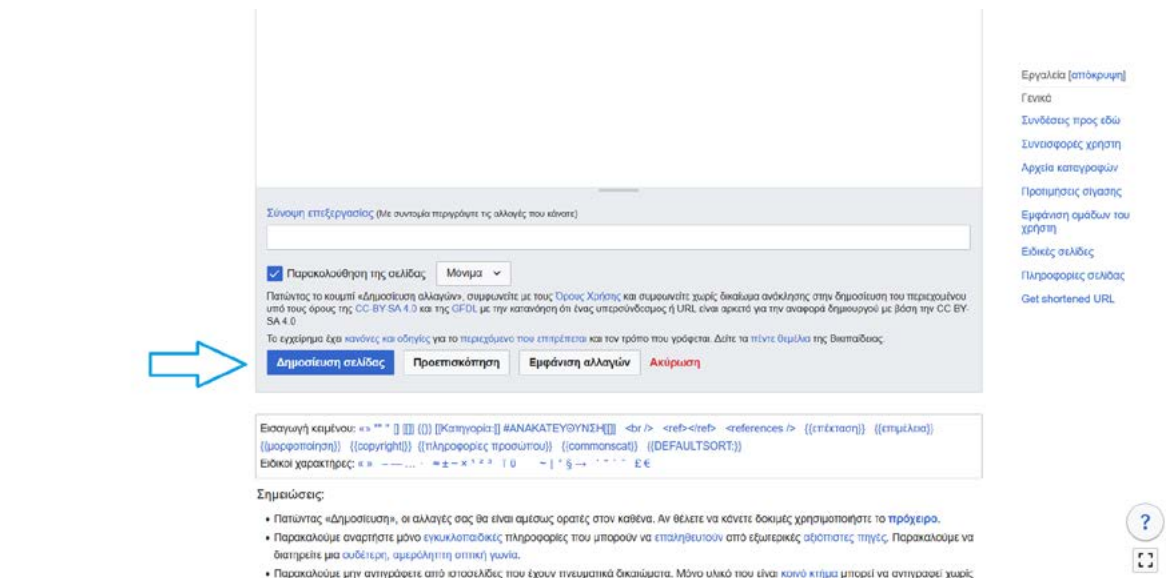 Εργαλεία [απόκρυψη]
Γενικά
Συνδέσεις προς εδώ
Συνεισφορές χρήστη
Αρχεία καταγραφών
Προτιμήσεις σίγασης
Εμφάνιση ομάδων του
χρήστη
Ειδικές σελίδες
Πληροφορίες σελίδας
Get shortened URL
Σύνοψη επεξεργασίας (Με συντομία περιγράψτε τις αλλαγές που κάνατε)
Παρακολούθηση της σελίδας Μόνιμα
Πατώντας το κουμπί «Δημοσίευση αλλαγών», συμφωνείτε με τους Όρους Χρήσης και συμφωνείτε χωρίς δικαίωμα ανάκλησης στην δημοσίευση του περιεχομένου
υπό τους όρους της CC-BY-SA 4.0 και της GFDL με την κατανόηση ότι ένας υπερσύνδεσμος ή URL είναι αρκετό για την αναφορά δημιουργού με βάση την CC BY-
SA 4.0
Το εγχείρημα έχει κανόνες και οδηγίες για το περιεχόμενο που επιτρέπεται και τον τρόπο που γράφεται. Δείτε τα πέντε θεμέλια της Βικιπαίδειας.
Δημοσίευση σελίδας Προεπισκόπηση Εμφάνιση αλλαγών Ακύρωση
Εισαγωγή κειμένου: «» "" '' [] [[]] {{}} [[Κατηγορία:]] #ΑΝΑΚΑΤΕΥΘΥΝΣΗ[[]] <br /> <ref></ref> <references /> {{επέκταση}} {{επιμέλεια}}
{{μορφοποίηση}} {{copyright}} {{πληροφορίες προσώπου}} {{commonscat}} {{DEFAULTSORT:}}
Ειδικοί χαρακτήρες: « » – — … · ≈ ± − × ¹ ² ³ ~ | ° § → £ €
Σημειώσεις:
• Πατώντας «Δημοσίευση», οι αλλαγές σας θα είναι αμέσως ορατές στον καθένα. Αν θέλετε να κάνετε δοκιμές χρησιμοποιήστε το πρόχειρο.
• Παρακαλούμε αναρτήστε μόνο εγκυκλοπαιδικές πληροφορίες που μπορούν να επαληθευτούν από εξωτερικές αξιόπιστες πηγές. Παρακαλούμε να
διατηρείτε μια ουδέτερη, αμερόληπτη οπτική γωνία.
• Παρακαλούμε μην αντιγράφετε από ιστοσελίδες που έχουν πνευματικά δικαιώματα. Μόνο υλικό που είναι κοινό κτήμα μπορεί να αντιγραφεί χωρίς
?